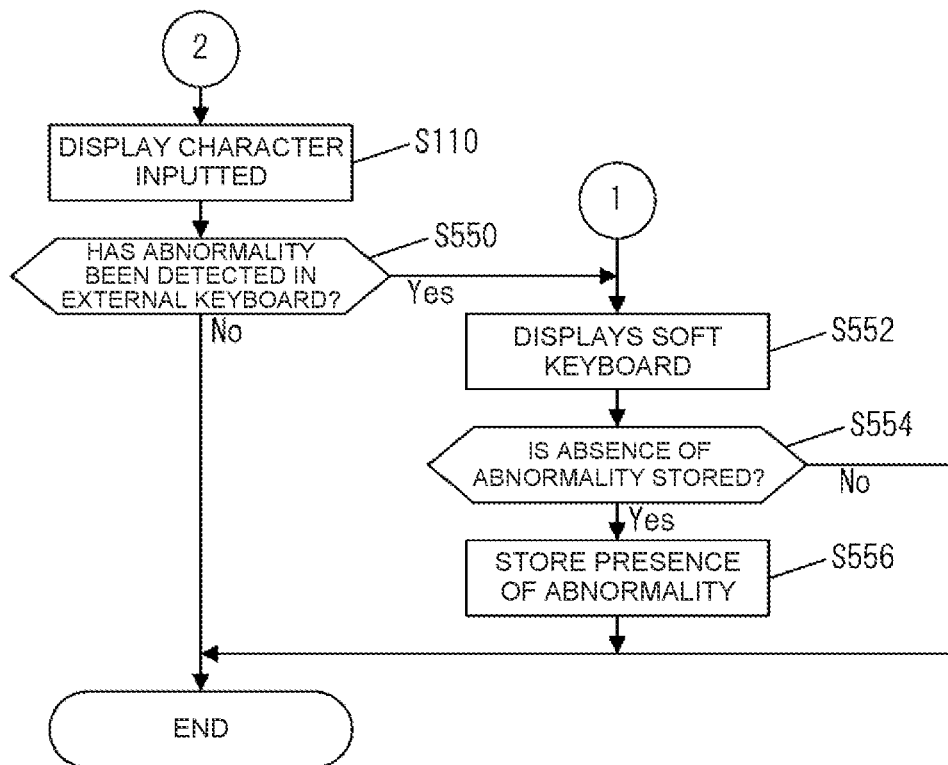 2
DISPLAY CHARACTER
INPUTTED
S110
1
HAS ABNORMALITY
BEEN DETECTED IN
EXTERNAL KEYBOARD?
S550
Yes
No
DISPLAYS SOFT
KEYBOARD
S552
IS ABSENCE OF
ABNORMALITY STORED?
S554
No
Yes
STORE PRESENCE
OF ABNORMALITY
S556
END